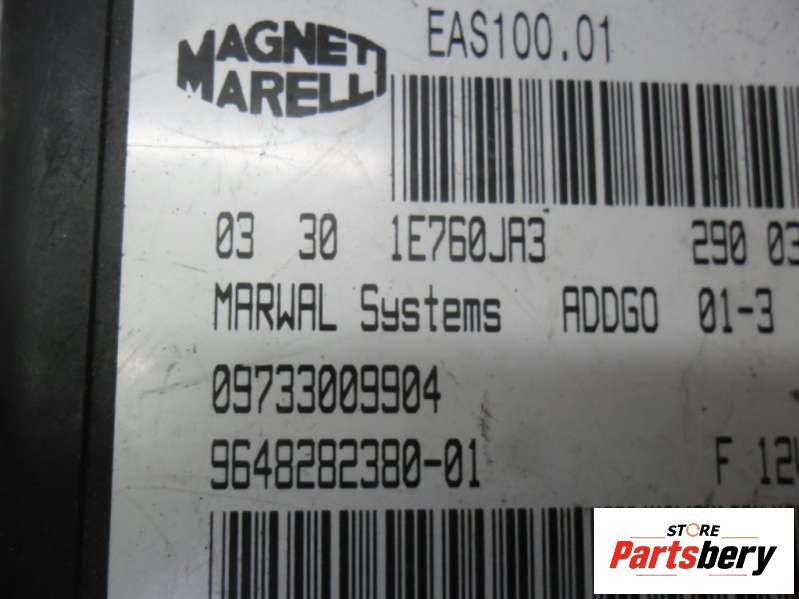 MAGNETI
MARELLI
EAS100.01
03 30 1E760JA3 290 03
MARWAL Systems ADDGO 01-3
09733009904
9648282380-01 F 12V
STORE
Partsbery